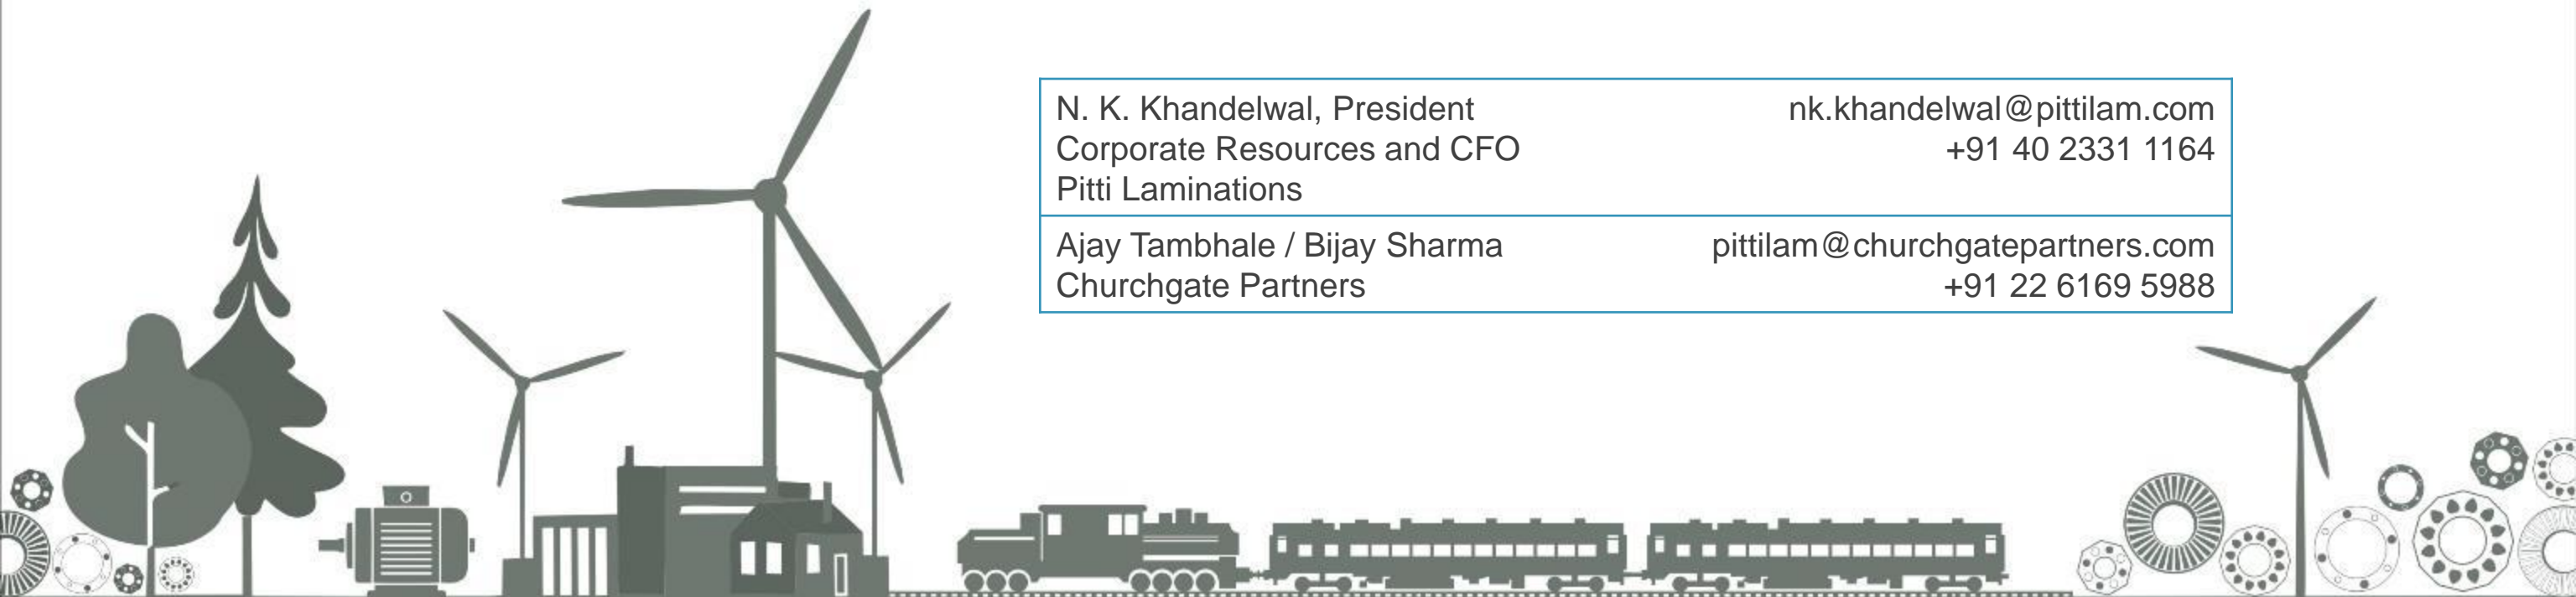 N. K. Khandelwal, President nk.khandelwal@pittilam.com
Corporate Resources and CFO +91 40 2331 1164
Pitti Laminations
Ajay Tambhale / Bijay Sharma pittilam@churchgatepartners.com
Churchgate Partners +91 22 6169 5988